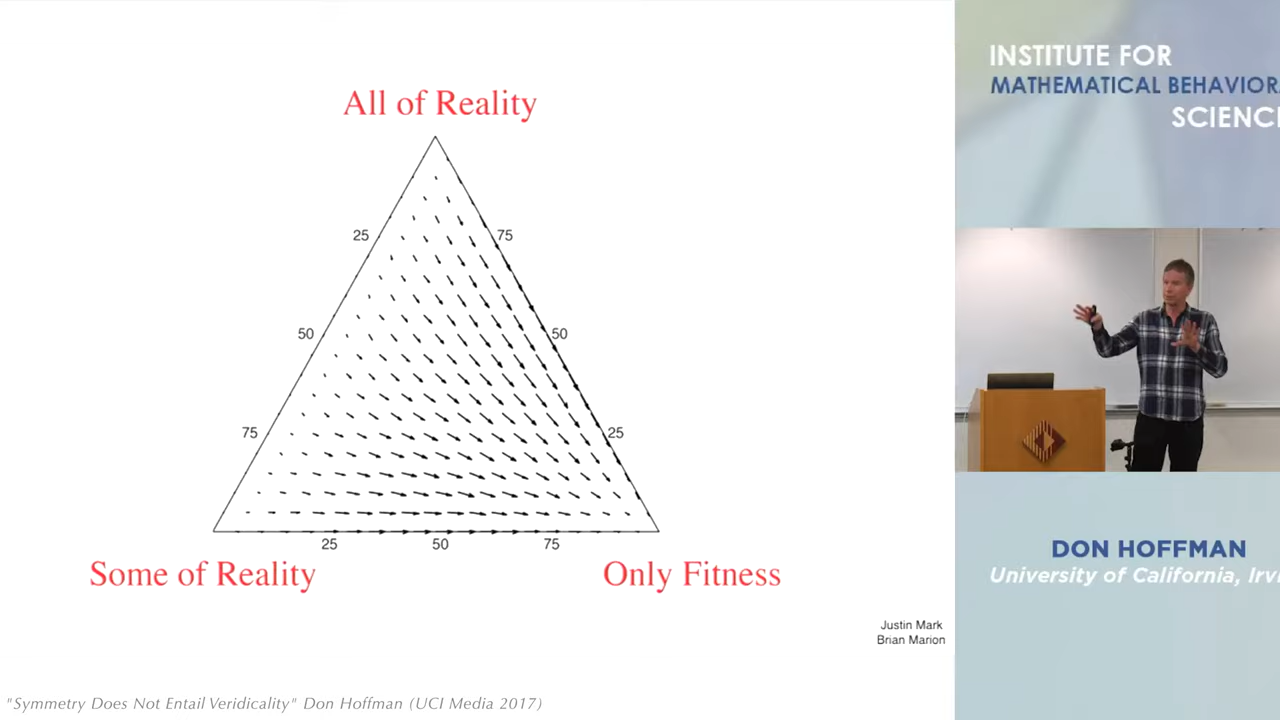 All of Reality
25
75
50
50
75
25
25
50
75
Some of Reality
Only Fitness
Justin Mark
Brian Marion
"Symmetry Does Not Entail Veridicality" Don Hoffman (UCI Media 2017)
INSTITUTE FOR
MATHEMATICAL BEHAVIOR
SCIENC
DON HOFFMAN
University of California, Irv